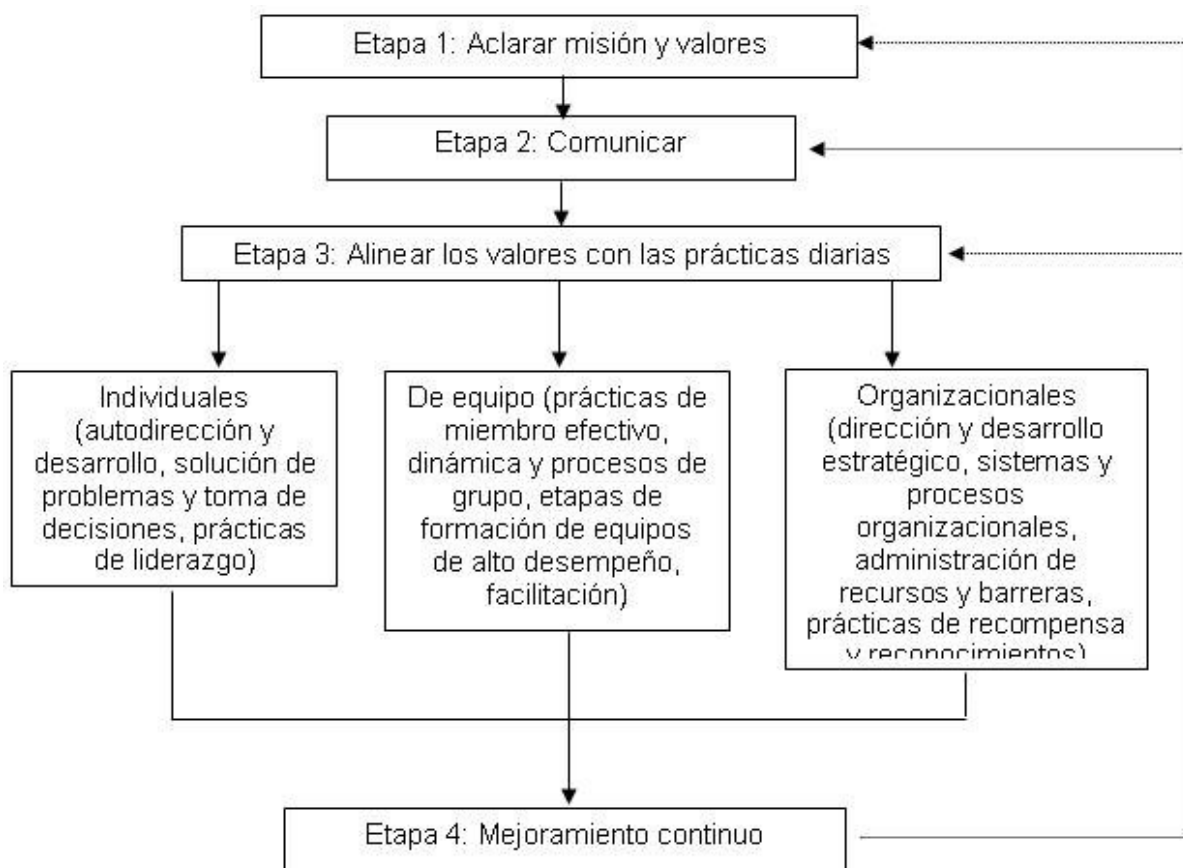 Etapa 1: Aclarar misión y valores
Etapa 2: Comunicar
Etapa 3: Alinear los valores con las prácticas diarias
Individuales
(autodirección y
desarrollo, solución de
problemas y toma de
decisiones, prácticas
de liderazgo)
De equipo (prácticas de
miembro efectivo,
dinámica y procesos de
grupo, etapas de
formación de equipos
de alto desempeño,
facilitación)
Organizacionales
(dirección y desarrollo
estratégico, sistemas y
procesos
organizacionales,
administración de
recursos y barreras,
prácticas de recompensa
y reconocimientos)
Etapa 4: Mejoramiento continuo